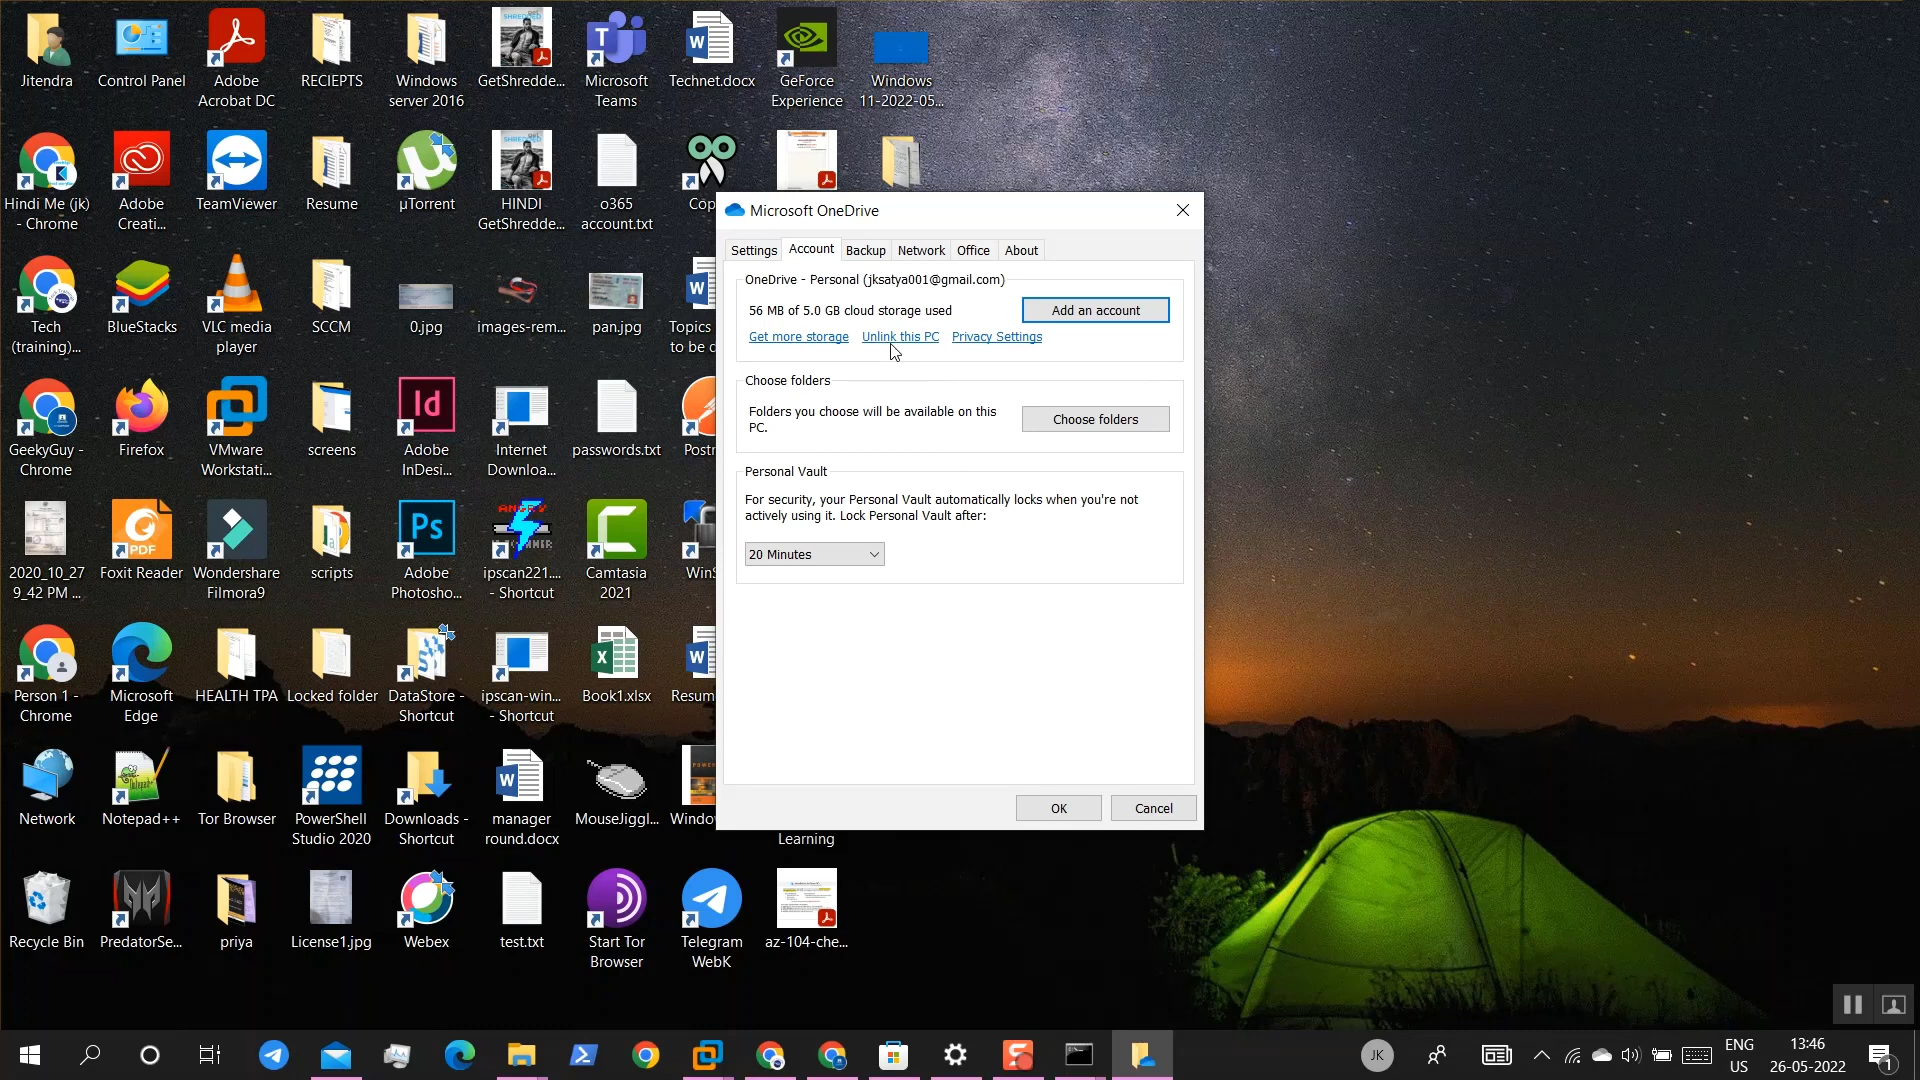 Jitendra
Control Panel
Adobe
Acrobat DC
RECIEPTS
Windows
server 2016
GetShredde...
Microsoft
Teams
Technet.docx
GeForce
Experience
Windows
11-2022-05...
Hindi Me (jk)
- Chrome
Adobe
Creati...
TeamViewer
Resume
µTorrent
HINDI
GetShredde...
o365
account.txt
Tech
(training)...
BlueStacks
VLC media
player
SCCM
0.jpg
images-rem...
pan.jpg
Topics
to be
GeekyGuy -
Chrome
Firefox
VMware
Workstati...
screens
Adobe
InDesi...
Internet
Downloa...
passwords.txt
2020_10_27
9_42 PM ...
Foxit Reader
Wondershare
Filmora9
scripts
Adobe
Photosho...
ipscan221....
- Shortcut
Camtasia
2021
Person 1 -
Chrome
Microsoft
Edge
HEALTH TPA
Locked folder
DataStore -
Shortcut
ipscan-win...
- Shortcut
Book1.xlsx
Network
Notepad++
Tor Browser
PowerShell
Studio 2020
Downloads -
Shortcut
manager
round.docx
MouseJiggl...
Learning
Recycle Bin
PredatorSe...
priya
License1.jpg
Webex
test.txt
Start Tor
Browser
Telegram
WebK
az-104-che...
Microsoft OneDrive
Settings
Account
Backup
Network
Office
About
OneDrive - Personal (jksatya001@gmail.com)
56 MB of 5.0 GB cloud storage used
Add an account
Get more storage
Unlink this PC
Privacy Settings
Choose folders
Folders you choose will be available on this
PC.
Choose folders
Personal Vault
For security, your Personal Vault automatically locks when you're not
actively using it. Lock Personal Vault after:
20 Minutes
OK
Cancel
JK
ENG
US
13:46
26-05-2022
1